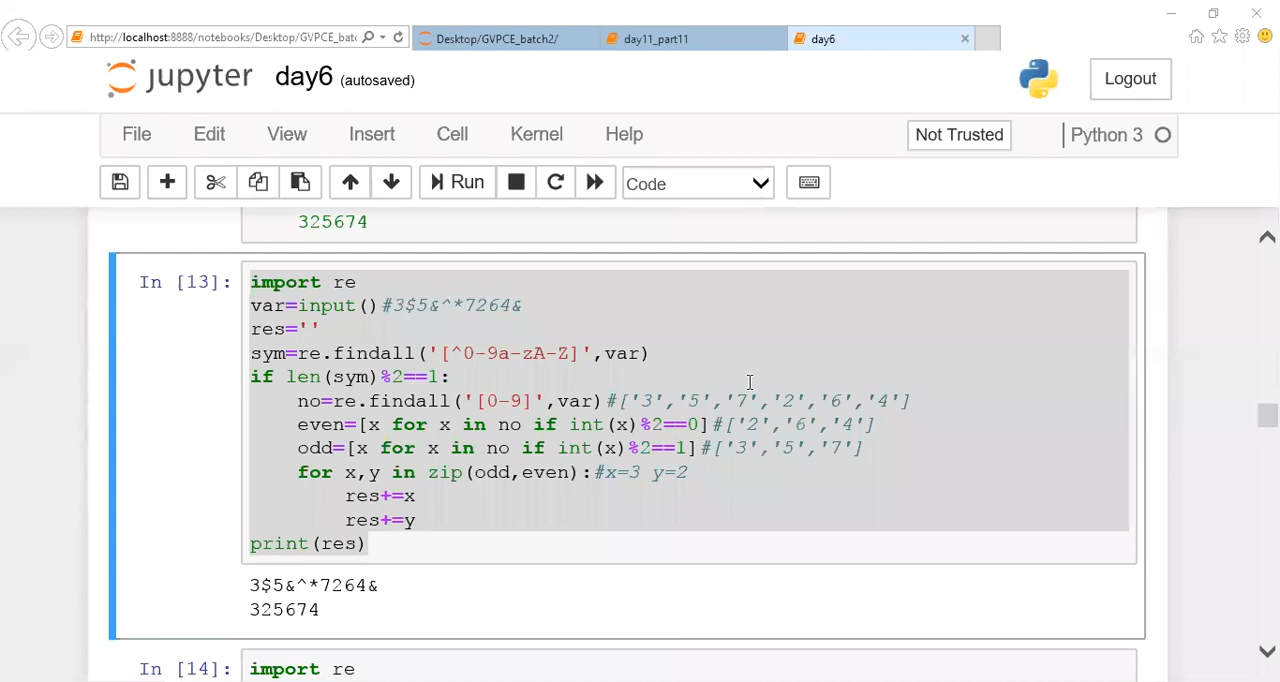 http://localhost:8888/notebooks/Desktop/GVPCE_batc
Desktop/GVPCE_batch2/
day11_part11
day6
jupyter day6 (autosaved)
Logout
File Edit View Insert Cell Kernel Help
Not Trusted
Python 3
Run
Code
325674
In [13]:
import re
var=input()#3$5&^*7264&
res=''
sym=re.findall('[^0-9a-zA-Z]',var)
if len(sym)%2==1:
no=re.findall('[0-9]',var)#['3','5','7','2','6','4']
even=[x for x in no if int(x)%2==0]#['2','6','4']
odd=[x for x in no if int(x)%2==1]#['3','5','7']
for x,y in zip(odd,even):#x=3 y=2
res+=x
res+=y
print(res)
3$5&^*7264&
325674
In [14]:
import re